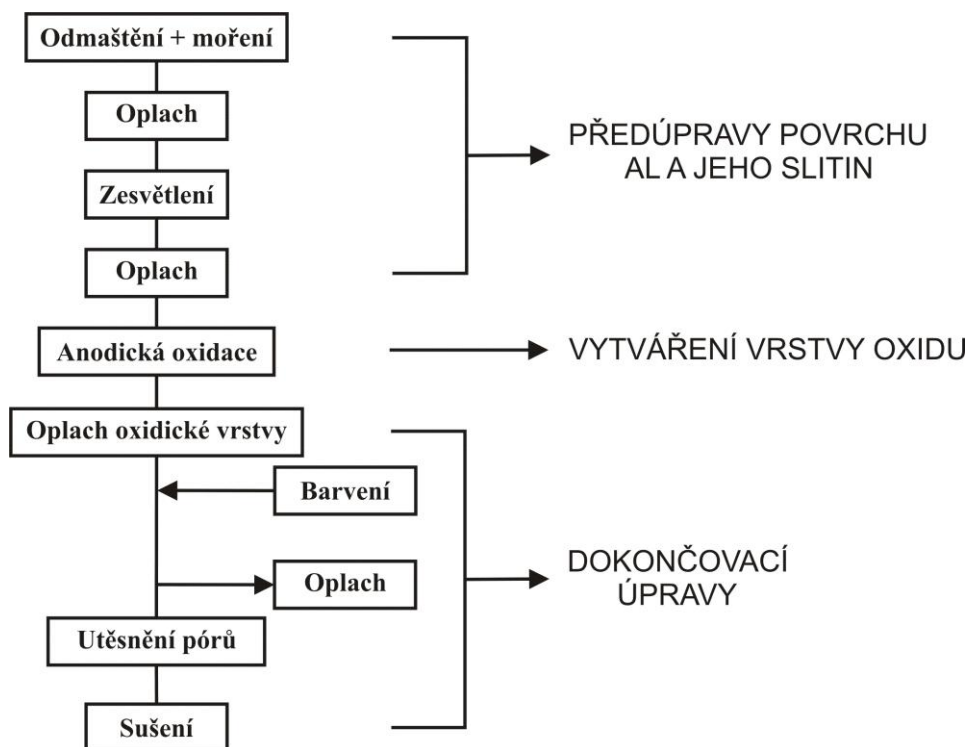 Odmaštění + moření
Oplach
Zesvětlení
Oplach
PŘEDÚPRAVY POVRCHU
AL A JEHO SLITIN
Anodická oxidace
VYTVÁŘENÍ VRSTVY OXIDU
Oplach oxidické vrstvy
Barvení
Oplach
Utěsnění pórů
Sušení
DOKONČOVACÍ
ÚPRAVY